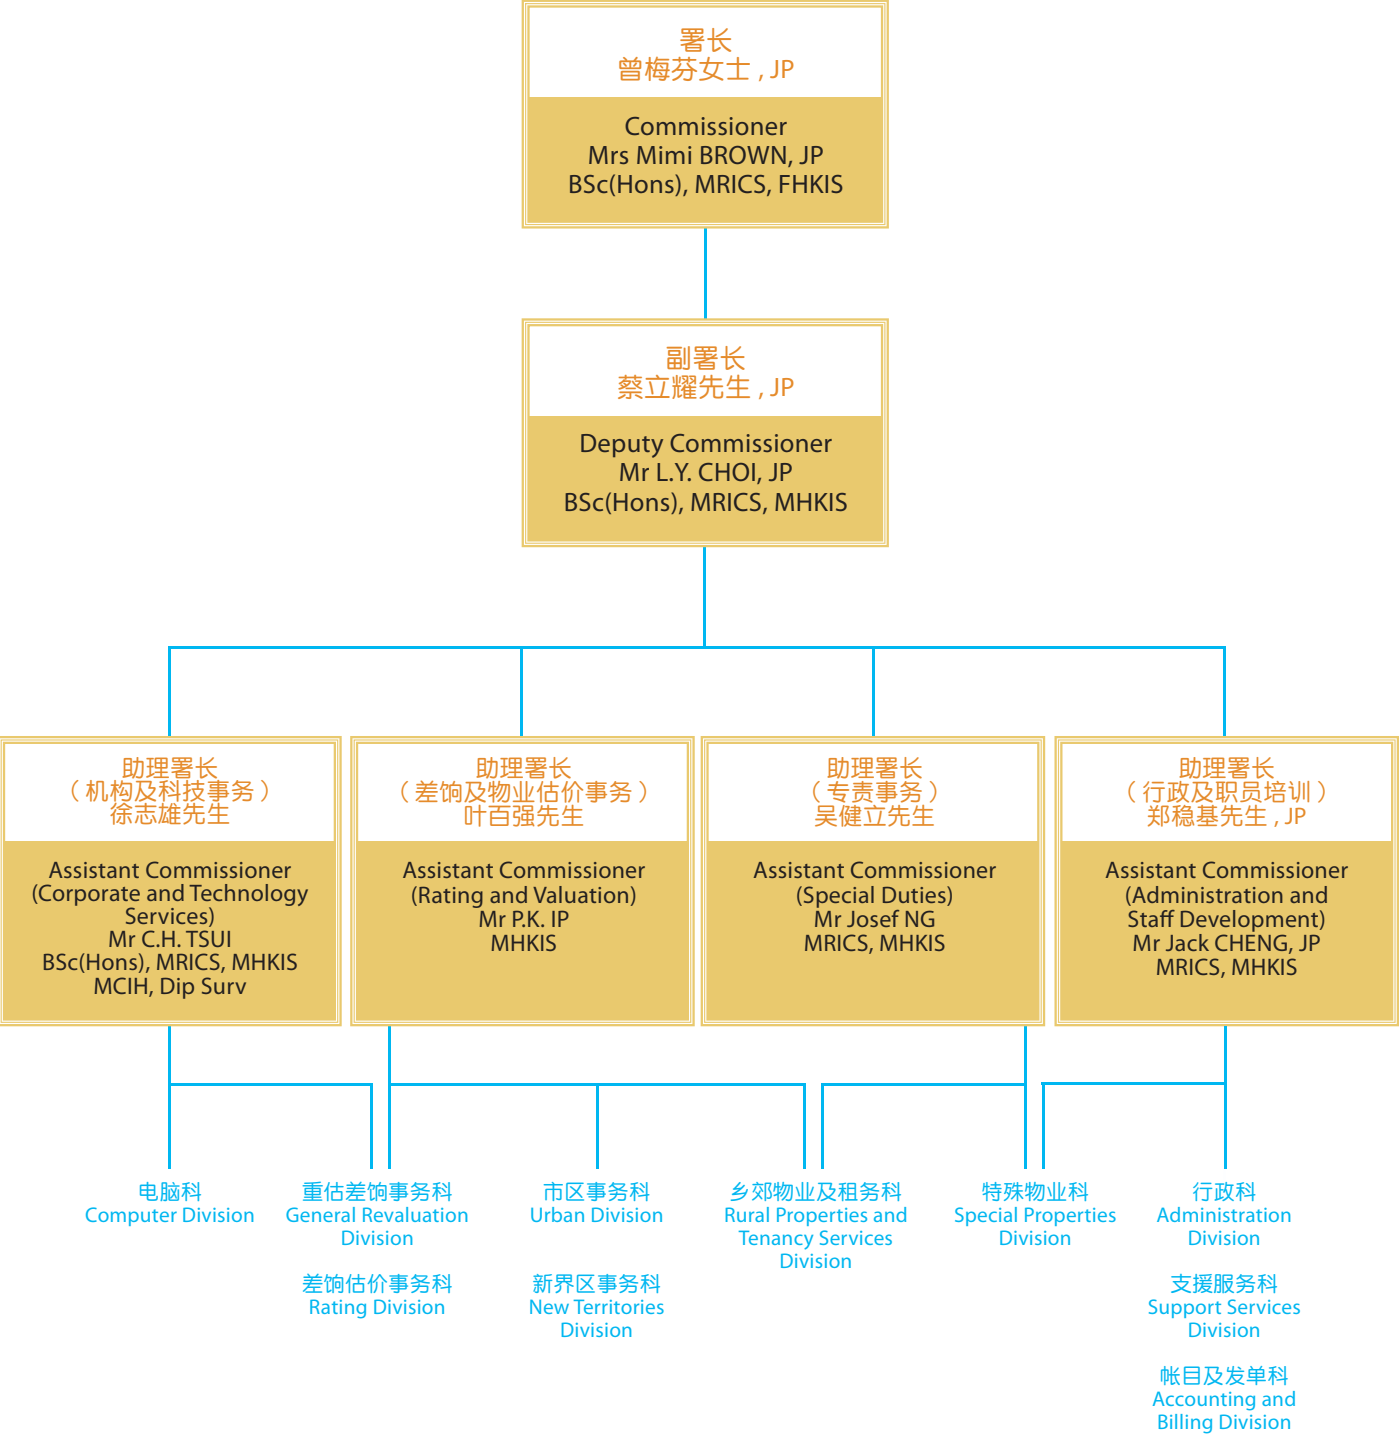 署长
曾梅芬女士 , JP
Commissioner
Mrs Mimi BROWN, JP
BSc(Hons), MRICS, FHKIS
副署长
蔡立耀先生 , JP
Deputy Commissioner
Mr L.Y. CHOI, JP
BSc(Hons), MRICS, MHKIS
助理署长
（机构及科技事务）
徐志雄先生
Assistant Commissioner
(Corporate and Technology
Services)
Mr C.H. TSUI
BSc(Hons), MRICS, MHKIS
MCIH, Dip Surv
助理署长
（差饷及物业估价事务）
叶百强先生
Assistant Commissioner
(Rating and Valuation)
Mr P.K. IP
MHKIS
助理署长
（专责事务）
吴健立先生
Assistant Commissioner
(Special Duties)
Mr Josef NG
MRICS, MHKIS
助理署长
（行政及职员培训）
郑稳基先生 , JP
Assistant Commissioner
(Administration and
Staff Development)
Mr Jack CHENG, JP
MRICS, MHKIS
电脑科
Computer Division
重估差饷事务科
General Revaluation
Division
差饷估价事务科
Rating Division
市区事务科
Urban Division
新界区事务科
New Territories
Division
乡郊物业及租务科
Rural Properties and
Tenancy Services
Division
特殊物业科
Special Properties
Division
行政科
Administration
Division
支援服务科
Support Services
Division
帐目及发单科
Accounting and
Billing Division